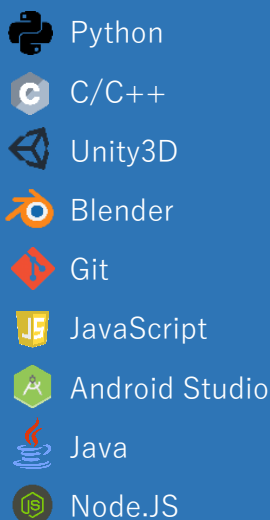 Python
C/C++
Unity3D
Blender
Git
JavaScript
Android Studio
Java
Node.JS